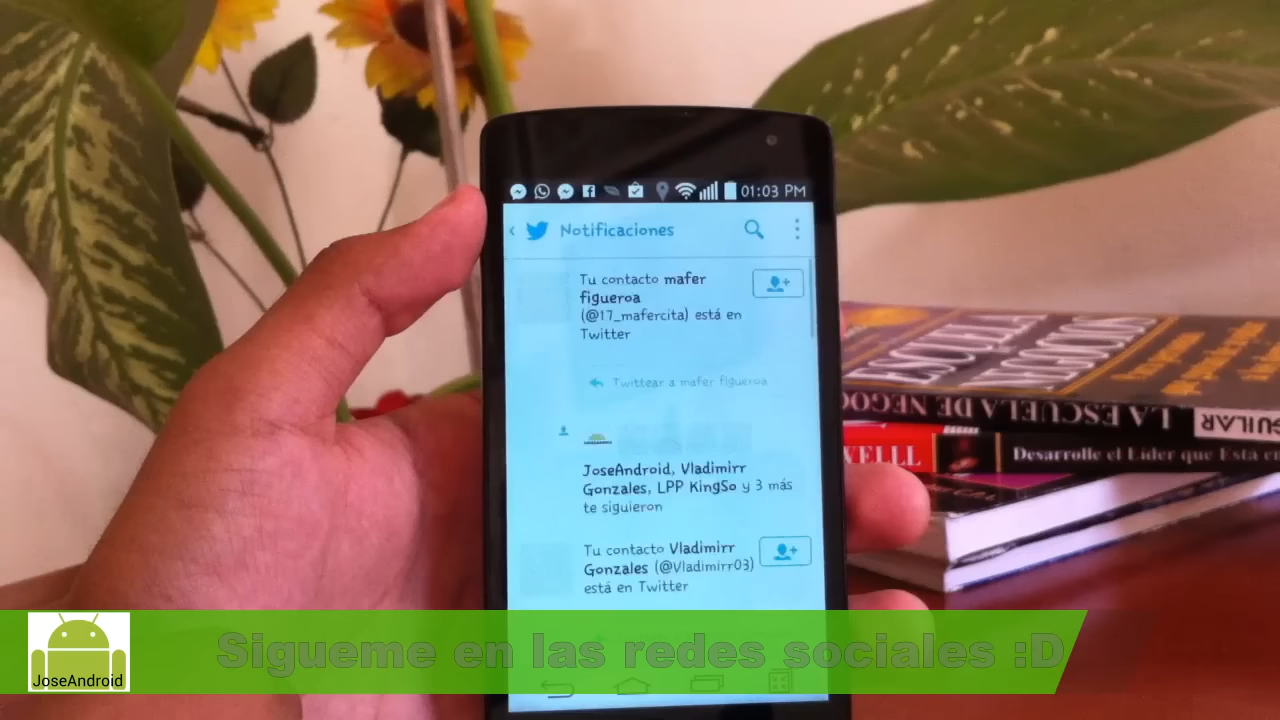 01:03 PM
Notificaciones
Tu contacto mafer
figueroa
(@17_mafercita) está en
Twitter
Twittear a mafer figueroa
JoseAndroid, Vladimirr
Gonzales, LPP KingSo y 3 más
te siguieron
Tu contacto Vladimirr
Gonzales (@Vladimirr03)
está en Twitter
ESCUELA
NEGOCIOS
LA ESCUELA DE NEGOC
GUILAR
XELLL
Desarrolle el Líder que Está en
JoseAndroid
Sigueme en las redes sociales :D